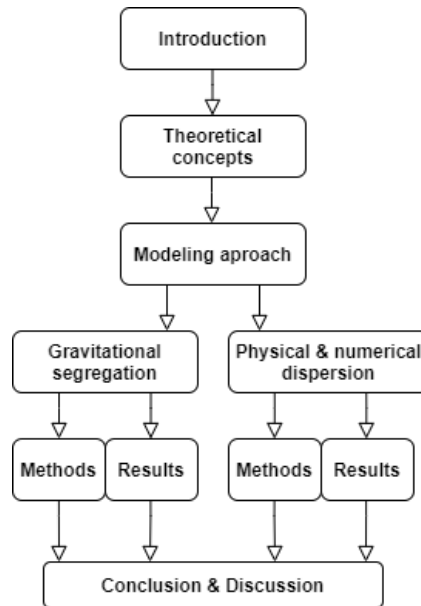 Introduction
Theoretical
concepts
Modeling aproach
Gravitational
segregation
Physical & numerical
dispersion
Methods
Results
Methods
Results
Conclusion & Discussion